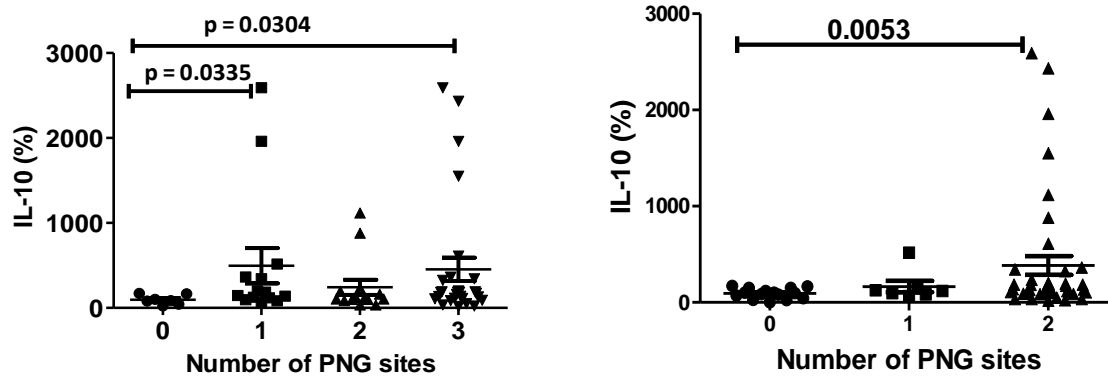 p = 0.0304
p = 0.0335
3000
2000
1000
0
IL-10 (%)
0 1 2 3
Number of PNG sites
0.0053
3000
2000
1000
0
IL-10 (%)
0 1 2
Number of PNG sites